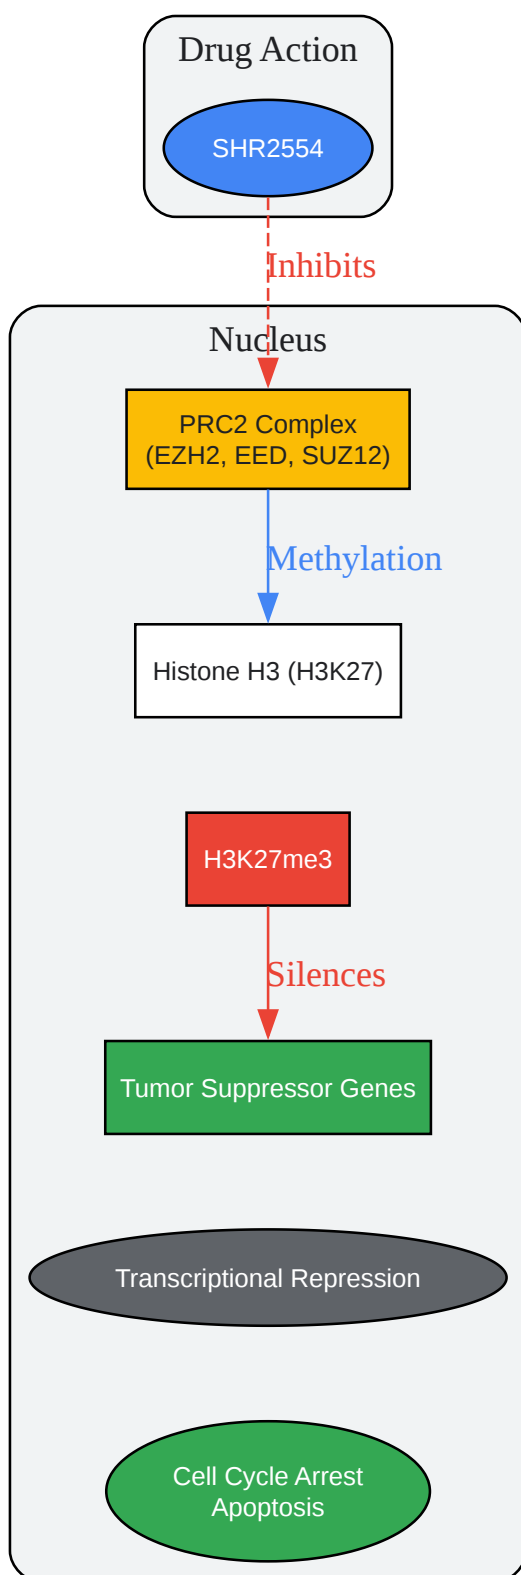 Drug Action
SHR2554
Inhibits
Nucleus
PRC2 Complex
(EZH2, EED, SUZ12)
Methylation
Histone H3 (H3K27)
H3K27me3
Silences
Tumor Suppressor Genes
Transcriptional Repression
Cell Cycle Arrest
Apoptosis